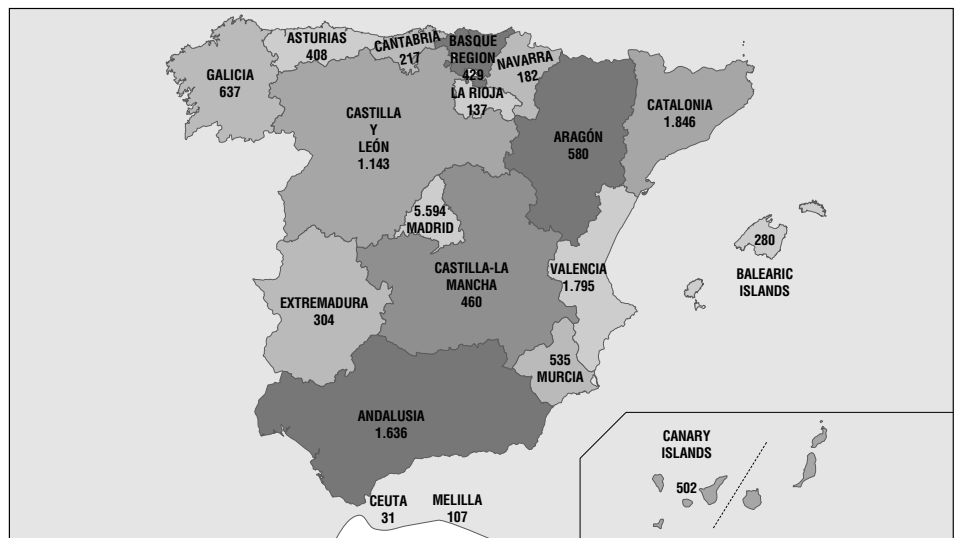 ASTURIAS
408
CANTABRIA
217
BASQUE
REGION
429
NAVARRA
182
GALICIA
637
LA RIOJA
137
CATALONIA
1.846
CASTILLA
Y
LEÓN
1.143
ARAGÓN
580
5.594
MADRID
280
BALEARIC
ISLANDS
CASTILLA-LA
MANCHA
460
VALENCIA
1.795
EXTREMADURA
304
535
MURCIA
ANDALUSIA
1.636
CANARY
ISLANDS
502
CEUTA
31
MELILLA
107